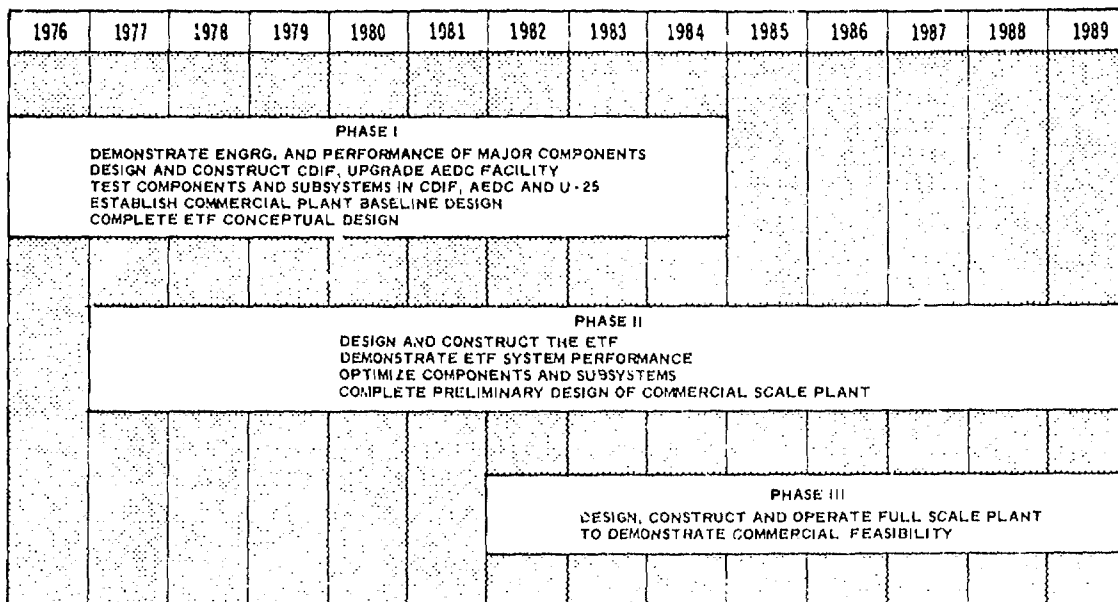 1976 1977 1978 1979 1980 1981 1982 1983 1984 1985 1986 1987 1988 1989
PHASE I
DEMONSTRATE ENGRG. AND PERFORMANCE OF MAJOR COMPONENTS
DESIGN AND CONSTRUCT CDIF, UPGRADE AEDC FACILITY
TEST COMPONENTS AND SUBSYSTEMS IN CDIF, AEDC AND U-25
ESTABLISH COMMERCIAL PLANT BASELINE DESIGN
COMPLETE ETF CONCEPTUAL DESIGN
PHASE II
DESIGN AND CONSTRUCT THE ETF
DEMONSTRATE ETF SYSTEM PERFORMANCE
OPTIMIZE COMPONENTS AND SUBSYSTEMS
COMPLETE PRELIMINARY DESIGN OF COMMERCIAL SCALE PLANT
PHASE III
DESIGN, CONSTRUCT AND OPERATE FULL SCALE PLANT
TO DEMONSTRATE COMMERCIAL FEASIBILITY